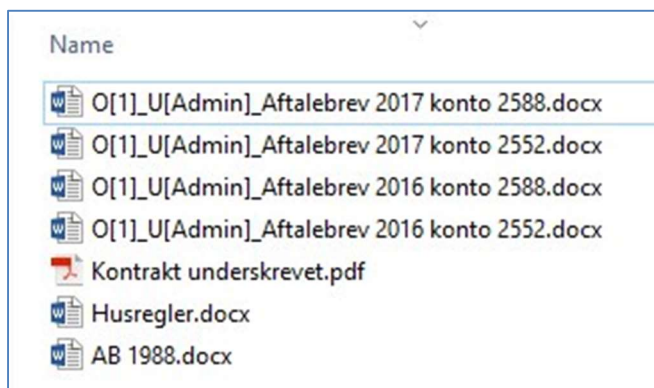 Name
O[1]_U[Admin]_Aftalebrev 2017 konto 2588.docx
O[1]_U[Admin]_Aftalebrev 2017 konto 2552.docx
O[1]_U[Admin]_Aftalebrev 2016 konto 2588.docx
O[1]_U[Admin]_Aftalebrev 2016 konto 2552.docx
Kontrakt underskrevet.pdf
Husregler.docx
AB 1988.docx